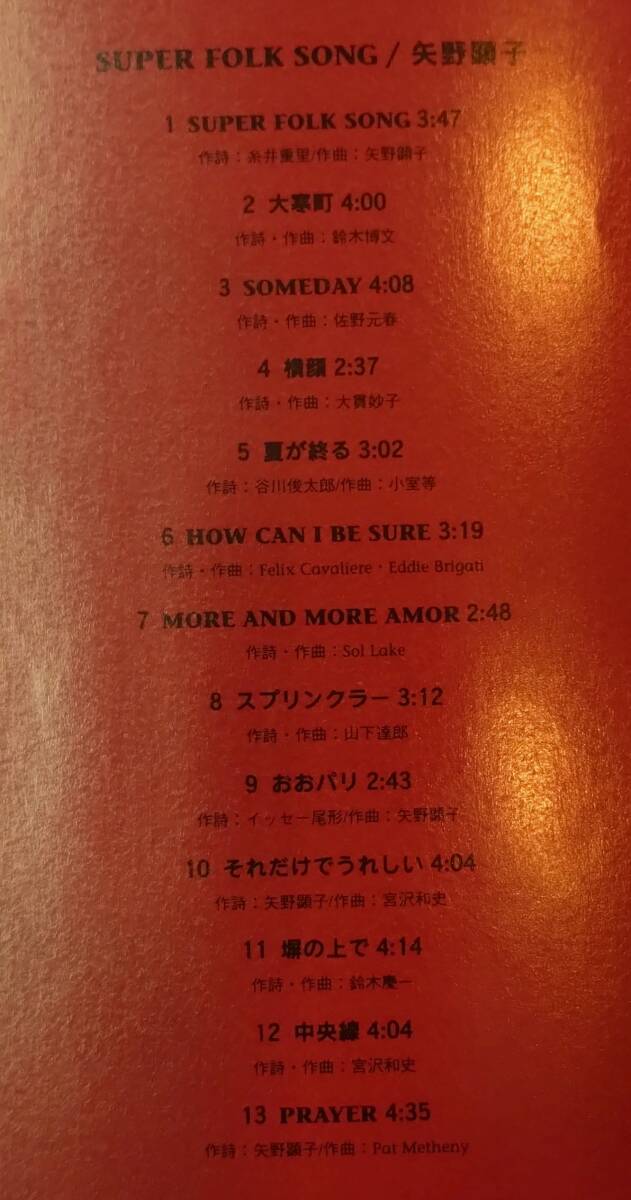 SUPER FOLK SONG / 矢野顕子
1 SUPER FOLK SONG 3:47
作詩：糸井重里/作曲：矢野顕子
2 大寒町 4:00
作詩・作曲：鈴木博文
3 SOMEDAY 4:08
作詩・作曲：佐野元春
4 横顔 2:37
作詩・作曲：大貫妙子
5 夏が終る 3:02
作詩：谷川俊太郎/作曲：小室等
6 HOW CAN I BE SURE 3:19
作詩・作曲：Felix Cavaliere・Eddie Brigati
7 MORE AND MORE AMOR 2:48
作詩・作曲：Sol Lake
8 スプリンクラー 3:12
作詩・作曲：山下達郎
9 おおパリ 2:43
作詩：イッセー尾形/作曲：矢野顕子
10 それだけでうれしい 4:04
作詩：矢野顕子/作曲：宮沢和史
11 塀の上で 4:14
作詩・作曲：鈴木慶一
12 中央線 4:04
作詩・作曲：宮沢和史
13 PRAYER 4:35
作詩：矢野顕子/作曲：Pat Metheny